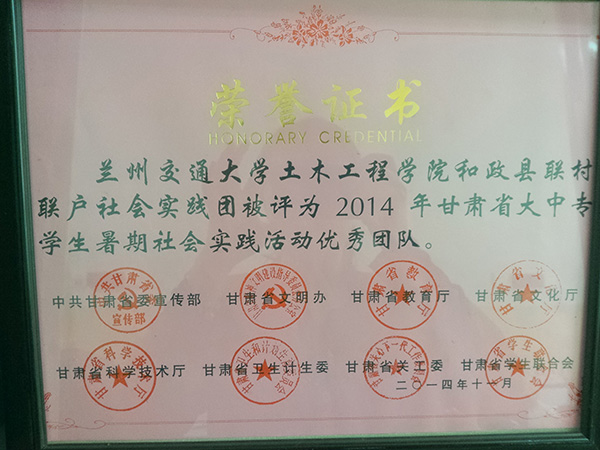 荣誉证书
HONORARY CREDENTIAL
兰州交通大学土木工程学院和政县联村
联户社会实践团被评为 2014 年甘肃省大中专
学生暑期社会实践活动优秀团队。
中共甘肃省委宣传部 甘肃省文明办 甘肃省教育厅 甘肃省文化厅
甘肃省科学技术厅 甘肃省卫生计生委 甘肃省关工委 甘肃省学生联合会
二〇一四年十一月